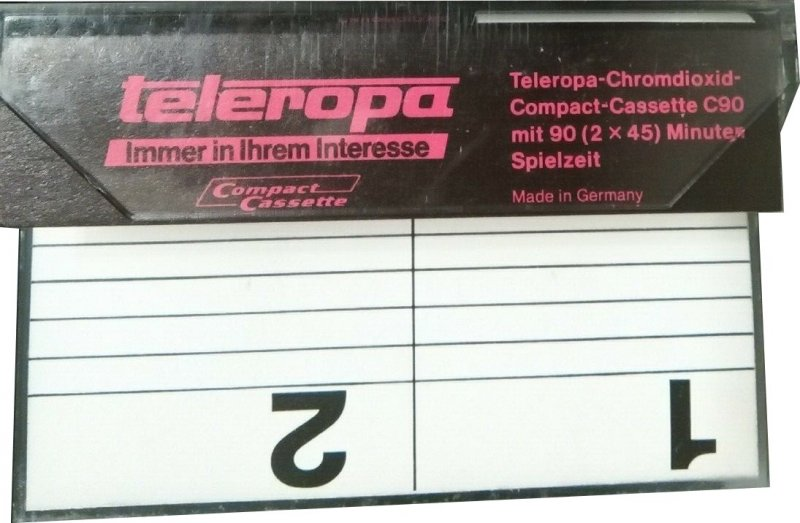 teleropa
Immer in Ihrem Interesse
Compact
Cassette
Teleropa-Chromdioxid-
Compact-Cassette C90
mit 90 (2 × 45) Minuten
Spielzeit
Made in Germany
2
1